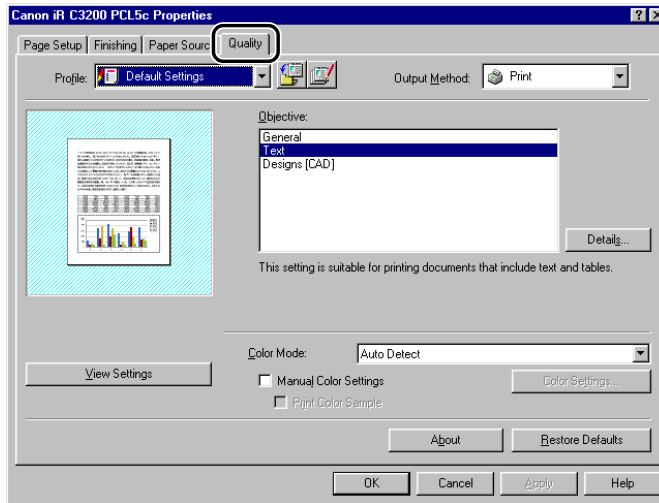 Canon iR C3200 PCL5c Properties
Page Setup Finishing Paper Sourc Quality
Profile: Default Settings Output Method: Print
Objective:
General
Text
Designs [CAD]
Details...
This setting is suitable for printing documents that include text and tables.
Color Mode: Auto Detect
View Settings
Manual Color Settings Color Settings...
Print Color Sample
About Restore Defaults
OK Cancel Apply Help